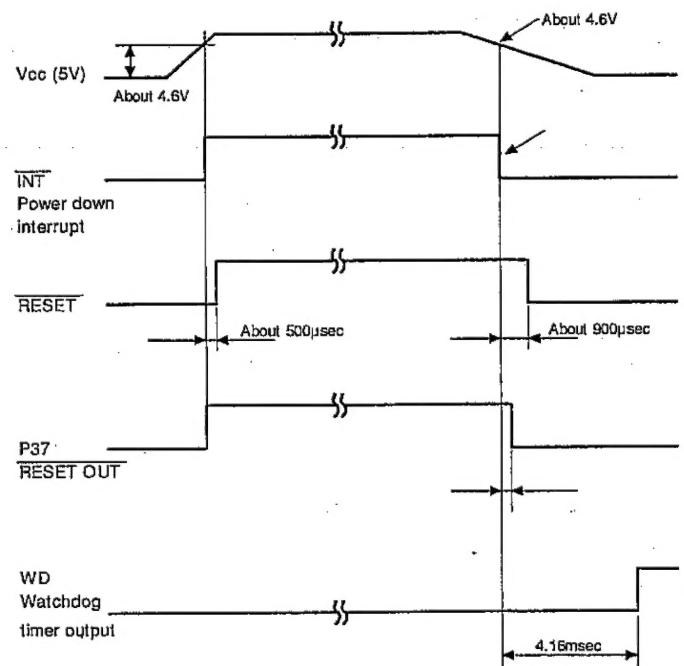 About 4.6V
Vcc (5V)
About 4.6V
INT
Power down
interrupt
RESET
About 500µsec
About 900µsec
P37
RESET OUT
WD
Watchdog
timer output
4.16msec